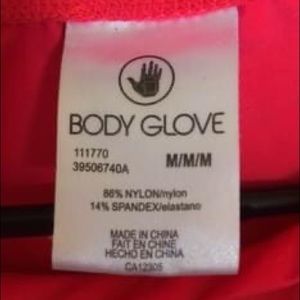 BODY GLOVE
111770
39506740A M/M/M
86% NYLON/nylon
14% SPANDEX/elastane
MADE IN CHINA
FAIT EN CHINE
HECHO EN CHINA
CA12305